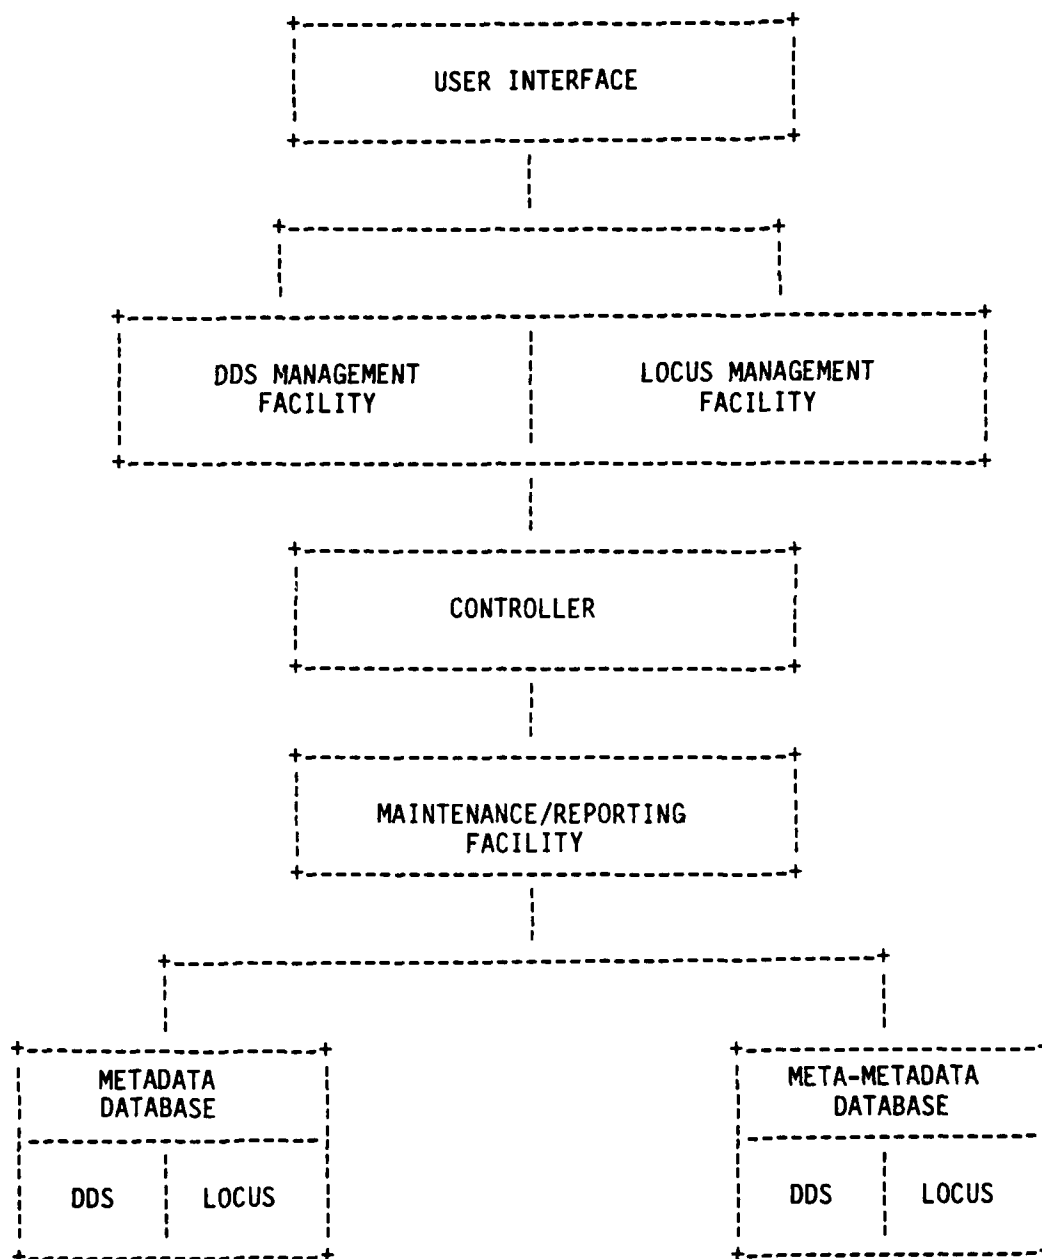 USER INTERFACE
DDS MANAGEMENT
FACILITY
LOCUS MANAGEMENT
FACILITY
CONTROLLER
MAINTENANCE/REPORTING
FACILITY
METADATA
DATABASE
DDS
LOCUS
META-METADATA
DATABASE
DDS
LOCUS